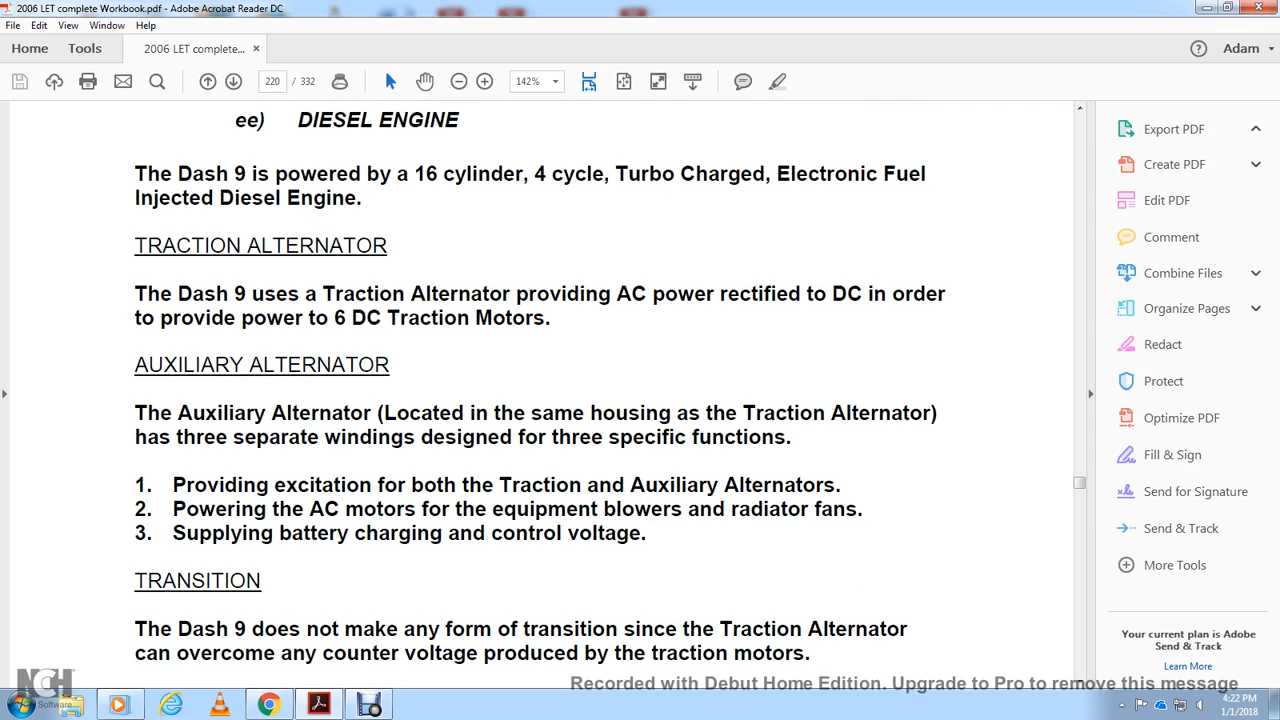 2006 LET complete Workbook.pdf - Adobe Acrobat Reader DC
File Edit View Window Help
Home Tools 2006 LET complete... × Adam
220 / 332 142%
ee) DIESEL ENGINE
The Dash 9 is powered by a 16 cylinder, 4 cycle, Turbo Charged, Electronic Fuel
Injected Diesel Engine.
TRACTION ALTERNATOR
The Dash 9 uses a Traction Alternator providing AC power rectified to DC in order
to provide power to 6 DC Traction Motors.
AUXILIARY ALTERNATOR
The Auxiliary Alternator (Located in the same housing as the Traction Alternator)
has three separate windings designed for three specific functions.
1. Providing excitation for both the Traction and Auxiliary Alternators.
2. Powering the AC motors for the equipment blowers and radiator fans.
3. Supplying battery charging and control voltage.
TRANSITION
The Dash 9 does not make any form of transition since the Traction Alternator
can overcome any counter voltage produced by the traction motors.
Export PDF
Create PDF
Edit PDF
Comment
Combine Files
Organize Pages
Redact
Protect
Optimize PDF
Fill & Sign
Send for Signature
Send & Track
More Tools
Your current plan is Adobe
Send & Track
Learn More
Recorded with Debut Home Edition. Upgrade to Pro to remove this message
NCH
Software
4:22 PM
1/1/2018